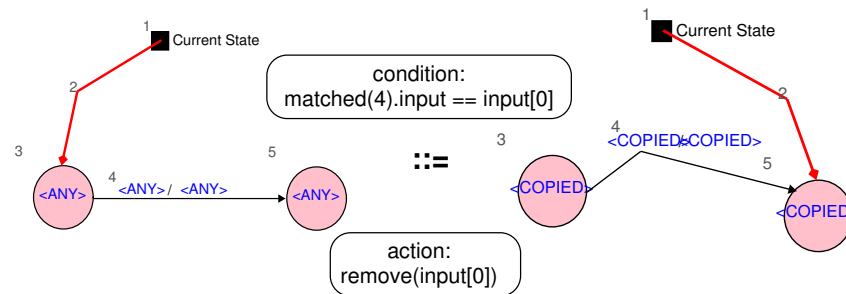 1
Current State
2
3
<ANY>
4
<ANY> / <ANY>
5
<ANY>
condition:
matched(4).input == input[0]
::=
action:
remove(input[0])
1
Current State
2
3
<COPIED>
4
<COPIED>/<COPIED>
5
<COPIED>